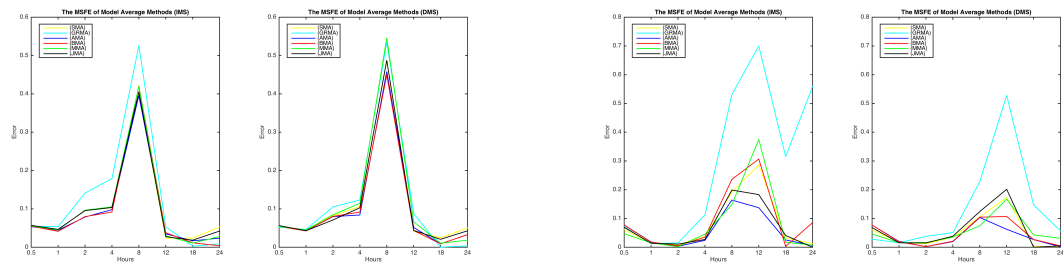 The MSFE of Model Average Methods (IMS)
0.6
0.5
0.4
0.3
0.2
0.1
0
Error
(SMA)
(GRMA)
(AMA)
(BMA)
(MMA)
(JMA)
0.5 1 2 4 8 12 18 24
Hours
The MSFE of Model Average Methods (DMS)
0.6
0.5
0.4
0.3
0.2
0.1
0
Error
(SMA)
(GRMA)
(AMA)
(BMA)
(MMA)
(JMA)
0.5 1 2 4 8 12 18 24
Hours
The MSFE of Model Average Methods (IMS)
0.8
0.7
0.6
0.5
0.4
0.3
0.2
0.1
0
Error
(SMA)
(GRMA)
(AMA)
(BMA)
(MMA)
(JMA)
0.5 1 2 4 8 12 18 24
Hours
The MSFE of Model Average Methods (DMS)
0.8
0.7
0.6
0.5
0.4
0.3
0.2
0.1
0
Error
(SMA)
(GRMA)
(AMA)
(BMA)
(MMA)
(JMA)
0.5 1 2 4 8 12 18 24
Hours